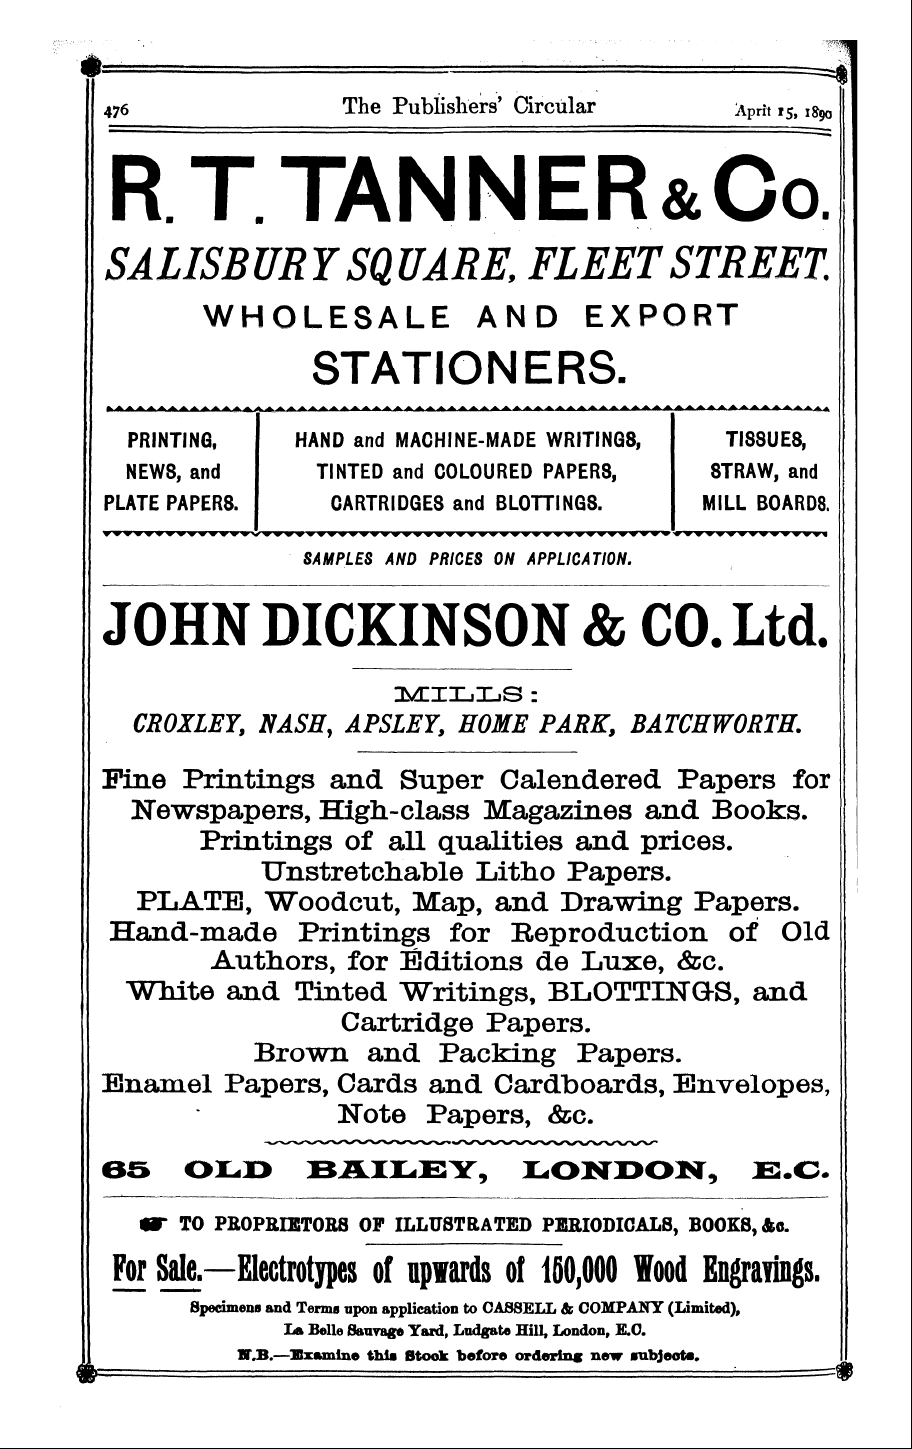 476 The Publishers' Circular April 15, 1890
R. T. TANNER & Co.
SALISBURY SQUARE, FLEET STREET.
WHOLESALE AND EXPORT
STATIONERS.
PRINTING,
NEWS, and
PLATE PAPERS.
HAND and MACHINE-MADE WRITINGS,
TINTED and COLOURED PAPERS,
CARTRIDGES and BLOTTINGS.
TISSUES,
STRAW, and
MILL BOARDS.
SAMPLES AND PRICES ON APPLICATION.
JOHN DICKINSON & CO. Ltd.
MILLS:
CROXLEY, NASH, APSLEY, HOME PARK, BATCHWORTH.
Fine Printings and Super Calendered Papers for
Newspapers, High-class Magazines and Books.
Printings of all qualities and prices.
Unstretchable Litho Papers.
PLATE, Woodcut, Map, and Drawing Papers.
Hand-made Printings for Reproduction of Old
Authors, for Éditions de Luxe, &c.
White and Tinted Writings, BLOTTINGS, and
Cartridge Papers.
Brown and Packing Papers.
Enamel Papers, Cards and Cardboards, Envelopes,
Note Papers, &c.
65 OLD BAILEY, LONDON, E.C.
☛ TO PROPRIETORS OF ILLUSTRATED PERIODICALS, BOOKS, &c.
For Sale.—Electrotypes of upwards of 150,000 Wood Engravings.
Specimens and Terms upon application to CASSELL & COMPANY (Limited),
La Belle Sauvage Yard, Ludgate Hill, London, E.C.
N.B.—Examine this Stock before ordering new subjects.